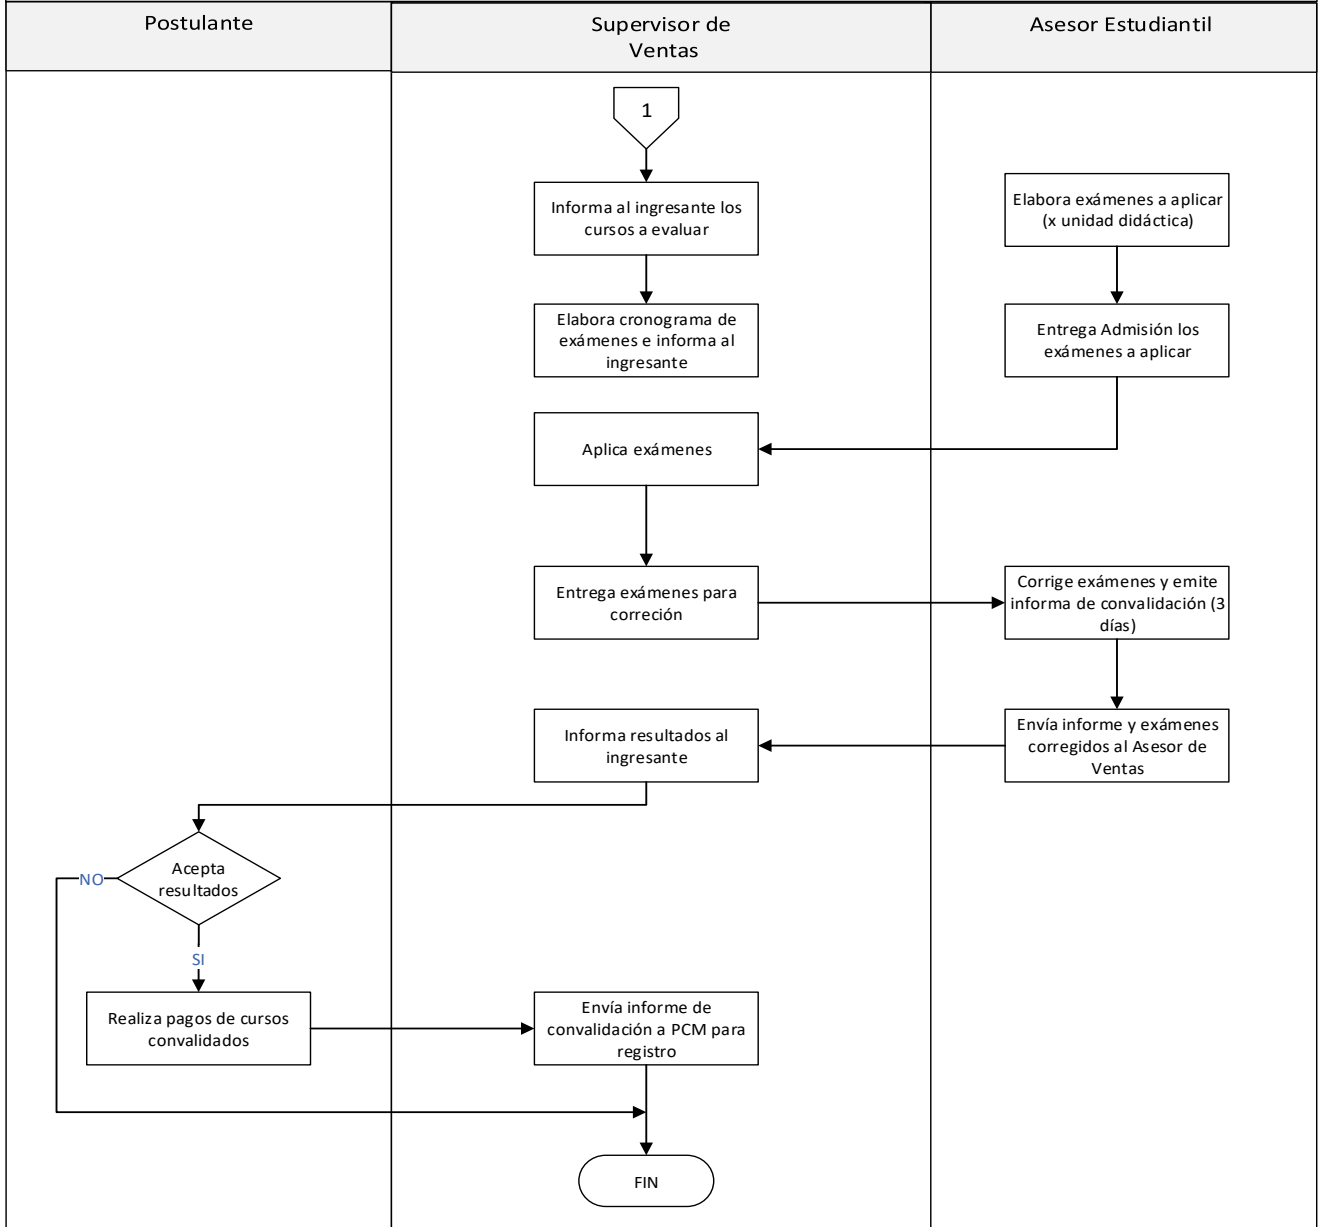 Postulante
Supervisor de
Ventas
Asesor Estudiantil
1
Informa al ingresante los
cursos a evaluar
Elabora exámenes a aplicar
(x unidad didáctica)
Elabora cronograma de
exámenes e informa al
ingresante
Entrega Admisión los
exámenes a aplicar
Aplica exámenes
Entrega exámenes para
correción
Corrige exámenes y emite
informa de convalidación (3
días)
Informa resultados al
ingresante
Envía informe y exámenes
corregidos al Asesor de
Ventas
Acepta
resultados
NO
SI
Realiza pagos de cursos
convalidados
Envía informe de
convalidación a PCM para
registro
FIN